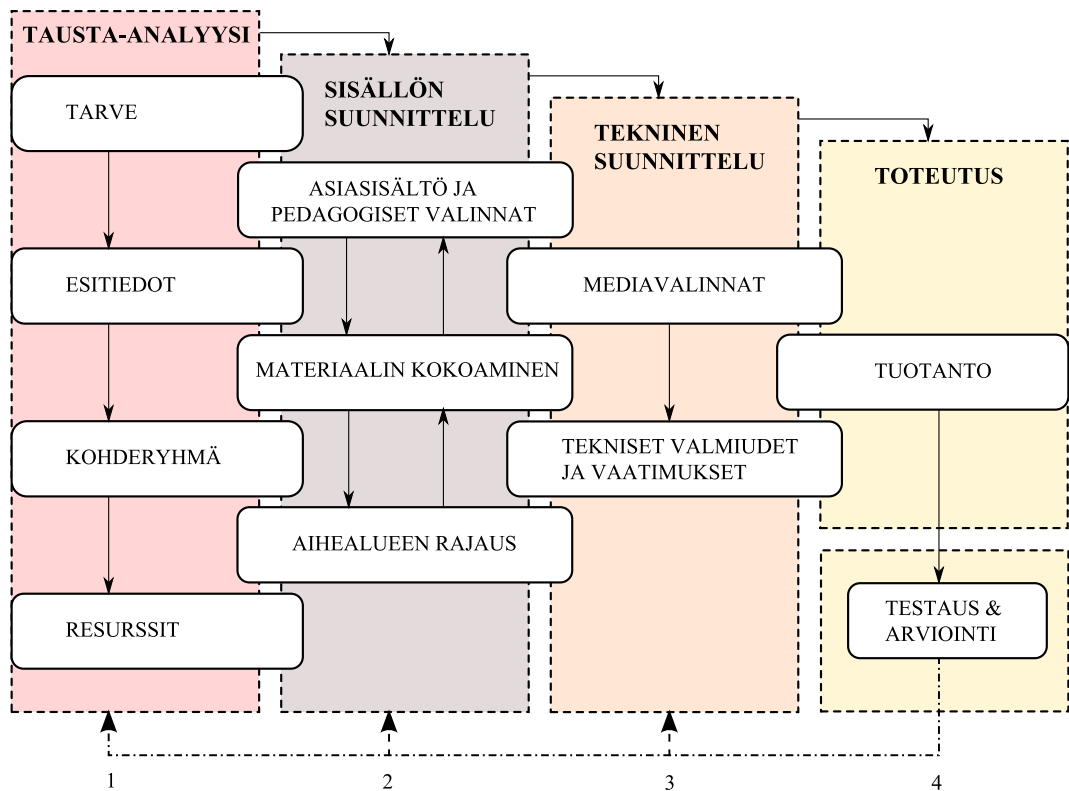 TAUSTA-ANALYYSI
TARVE
ESITIEDOT
KOHDERYHMÄ
RESURSSIT
SISÄLLÖN
SUUNNITTELU
ASIASISÄLTÖ JA
PEDAGOGISET VALINNAT
MATERIAALIN KOKOAMINEN
AIHEALUEEN RAJAUS
TEKNINEN
SUUNNITTELU
MEDIAVALINNAT
TEKNISET VALMIUDET
JA VAATIMUKSET
TOTEUTUS
TUOTANTO
TESTAUS &
ARVIOINTI
1
2
3
4